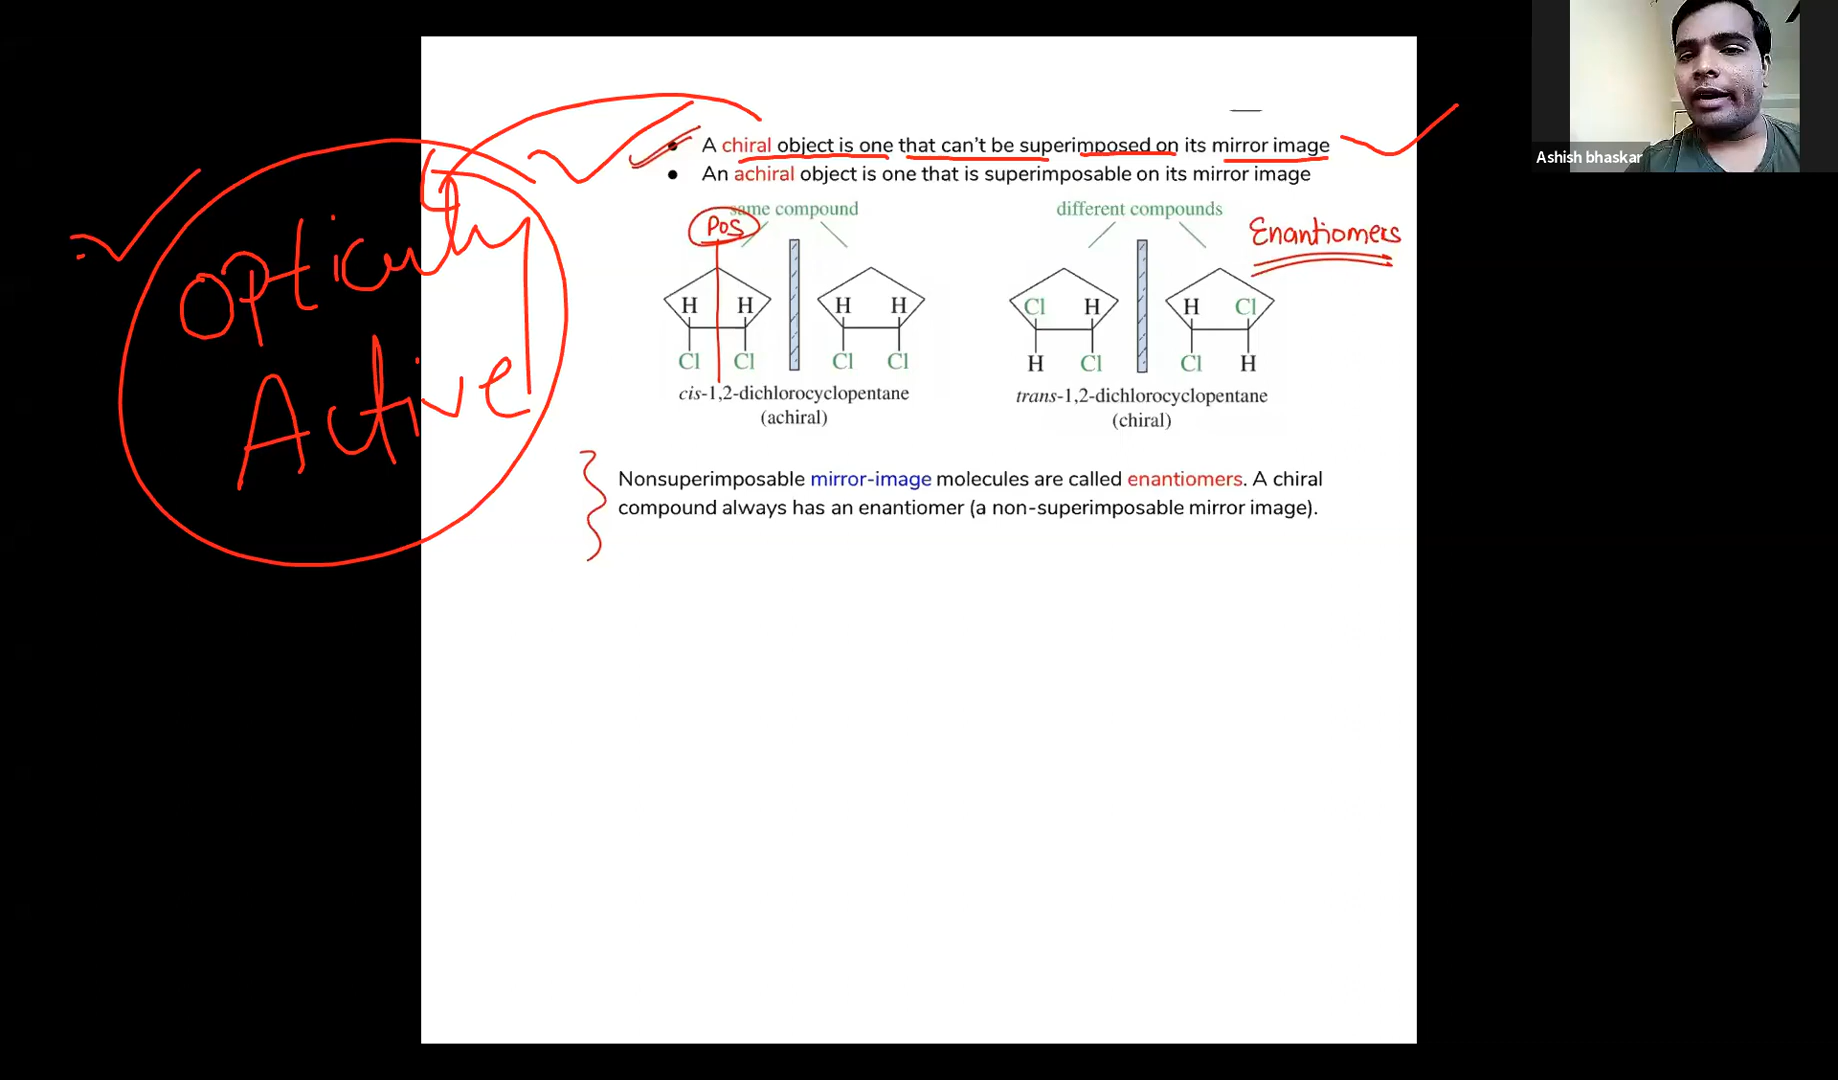 A chiral object is one that can't be superimposed on its mirror image
An achiral object is one that is superimposable on its mirror image
same compound
different compounds
POS
Enantiomers
H H H H
Cl H H Cl
Cl Cl Cl Cl
H Cl Cl H
cis-1,2-dichlorocyclopentane
(achiral)
trans-1,2-dichlorocyclopentane
(chiral)
Nonsuperimposable mirror-image molecules are called enantiomers. A chiral
compound always has an enantiomer (a non-superimposable mirror image).
Optically
Active
Ashish bhaskar